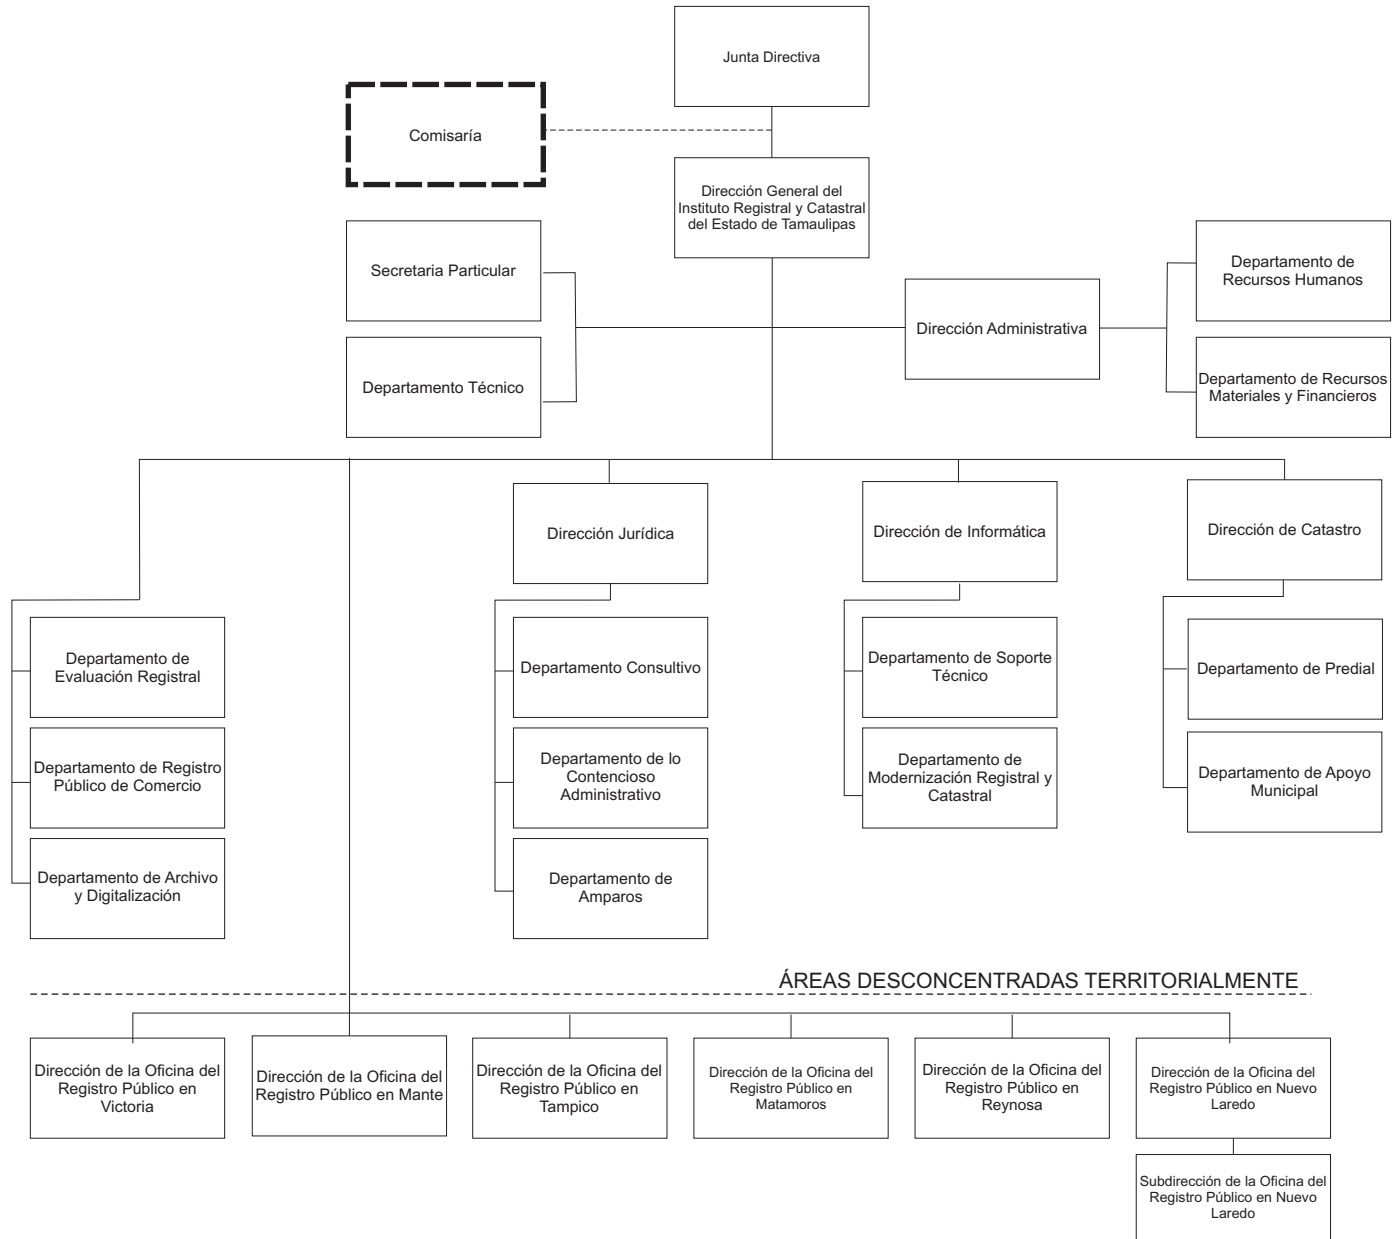 Junta Directiva
Comisaría
Dirección General del
Instituto Registral y Catastral
del Estado de Tamaulipas
Secretaria Particular
Departamento Técnico
Dirección Administrativa
Departamento de
Recursos Humanos
Departamento de Recursos
Materiales y Financieros
Dirección Jurídica
Dirección de Informática
Dirección de Catastro
Departamento de
Evaluación Registral
Departamento de Registro
Público de Comercio
Departamento de Archivo
y Digitalización
Departamento Consultivo
Departamento de lo
Contencioso
Administrativo
Departamento de
Amparos
Departamento de Soporte
Técnico
Departamento de
Modernización Registral y
Catastral
Departamento de Predial
Departamento de Apoyo
Municipal
ÁREAS DESCONCENTRADAS TERRITORIALMENTE
Dirección de la Oficina del
Registro Público en
Victoria
Dirección de la Oficina del
Registro Público en Mante
Dirección de la Oficina del
Registro Público en
Tampico
Dirección de la Oficina del
Registro Público en
Matamoros
Dirección de la Oficina del
Registro Público en
Reynosa
Dirección de la Oficina del
Registro Público en Nuevo
Laredo
Subdirección de la Oficina del
Registro Público en Nuevo
Laredo